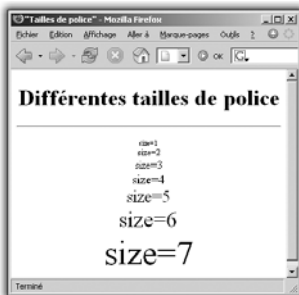 "Tailles de police" - Mozilla Firefox
Fichier Edition Affichage Aller à Marque-pages Outils ?
OK G
Différentes tailles de police
size=1
size=2
size=3
size=4
size=5
size=6
size=7
Terminé